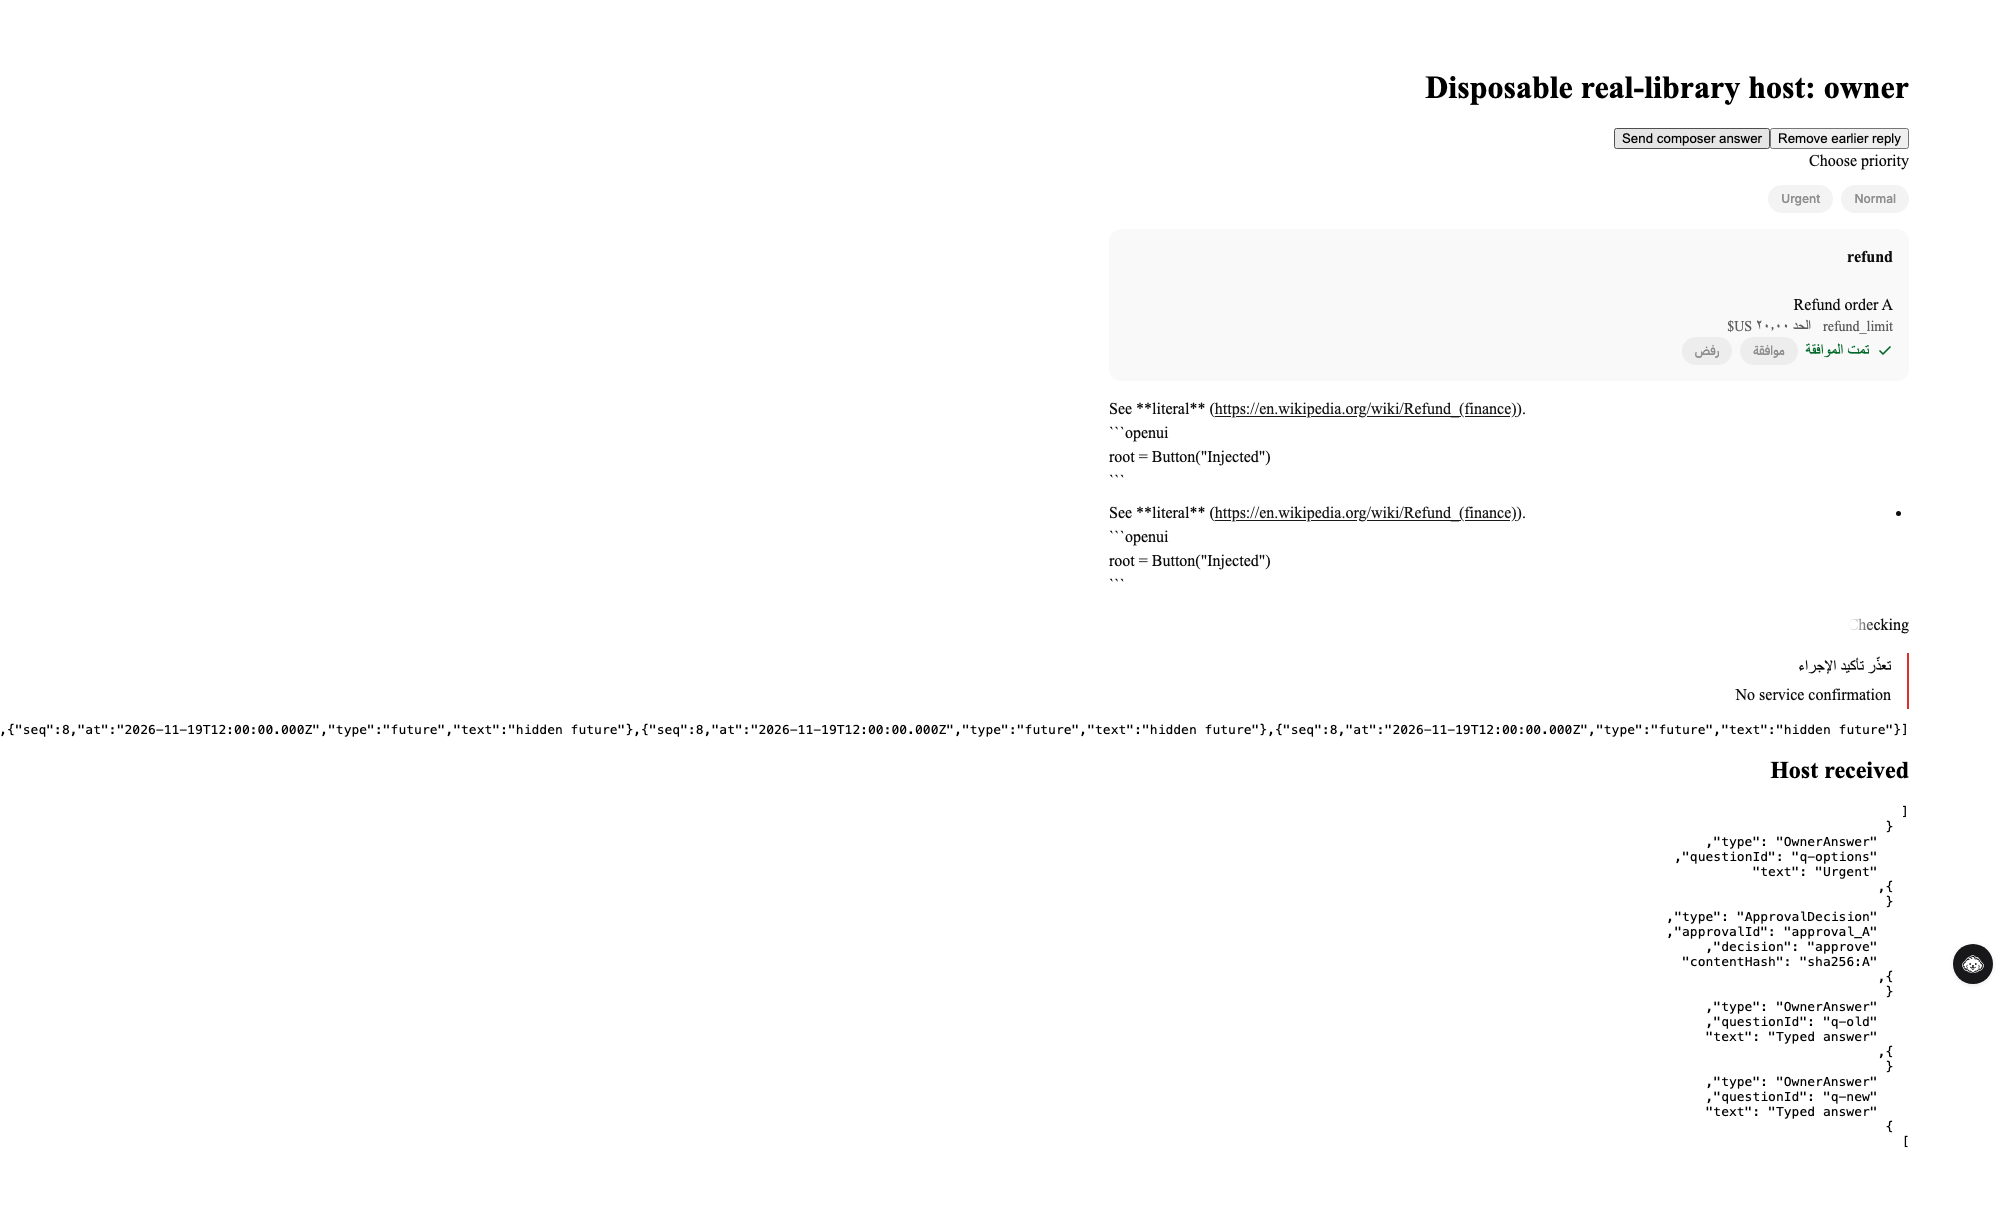 Disposable real-library host: owner
Send composer answer Remove earlier reply
Choose priority
Normal Urgent
refund
Refund order A
refund_limit الحد ٢٠٫٠٠ US$
تمت الموافقة موافقة رفض
See **literal** (https://en.wikipedia.org/wiki/Refund_(finance)).
```openui
root = Button("Injected")
```
• See **literal** (https://en.wikipedia.org/wiki/Refund_(finance)).
```openui
root = Button("Injected")
```
Checking
تعذّر تأكيد الإجراء
No service confirmation
,{"seq":8,"at":"2026-11-19T12:00:00.000Z","type":"future","text":"hidden future"},{"seq":8,"at":"2026-11-19T12:00:00.000Z","type":"future","text":"hidden future"},{"seq":8,"at":"2026-11-19T12:00:00.000Z","type":"future","text":"hidden future"}]
Host received
[
{
"type": "OwnerAnswer",
"questionId": "q-options",
"text": "Urgent"
},
{
"type": "ApprovalDecision",
"approvalId": "approval_A",
"decision": "approve",
"contentHash": "sha256:A"
},
{
"type": "OwnerAnswer",
"questionId": "q-old",
"text": "Typed answer"
},
{
"type": "OwnerAnswer",
"questionId": "q-new",
"text": "Typed answer"
}
]